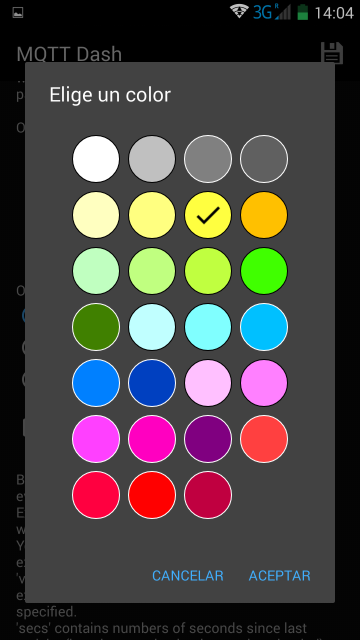 3G
R
14:04
MQTT Dash
Elige un color
CANCELAR
ACEPTAR
specified.
'secs' contains numbers of seconds since last